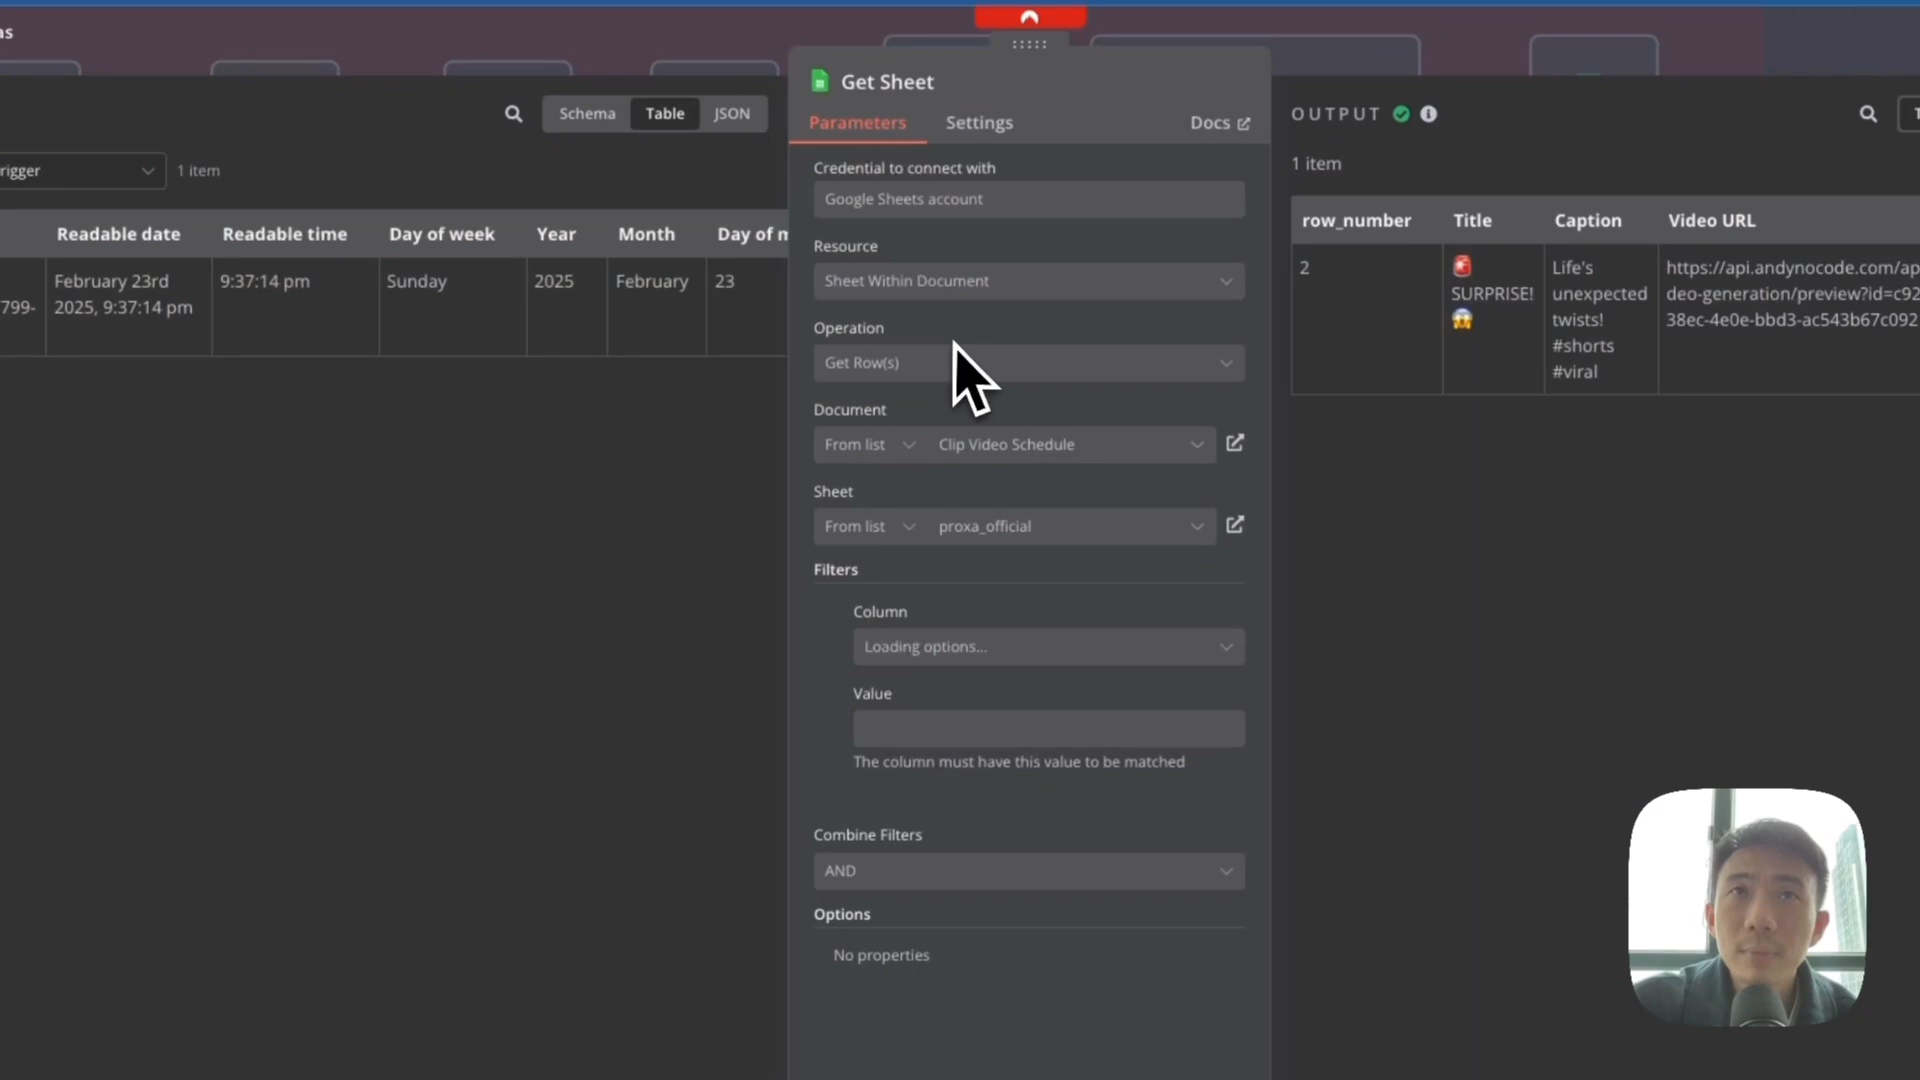 as
Schema Table JSON
rigger
1 item
Readable date Readable time Day of week Year Month Day of m
799-
February 23rd
2025, 9:37:14 pm
9:37:14 pm
Sunday
2025
February
23
Get Sheet
Parameters Settings Docs
Credential to connect with
Google Sheets account
Resource
Sheet Within Document
Operation
Get Row(s)
Document
From list Clip Video Schedule
Sheet
From list proxa_official
Filters
Column
Loading options...
Value
The column must have this value to be matched
Combine Filters
AND
Options
No properties
OUTPUT
T
1 item
row_number Title Caption Video URL
2
🚨
SURPRISE!
😱
Life's
unexpected
twists!
#shorts
#viral
https://api.andynocode.com/ap
deo-generation/preview?id=c92
38ec-4e0e-bbd3-ac543b67c092